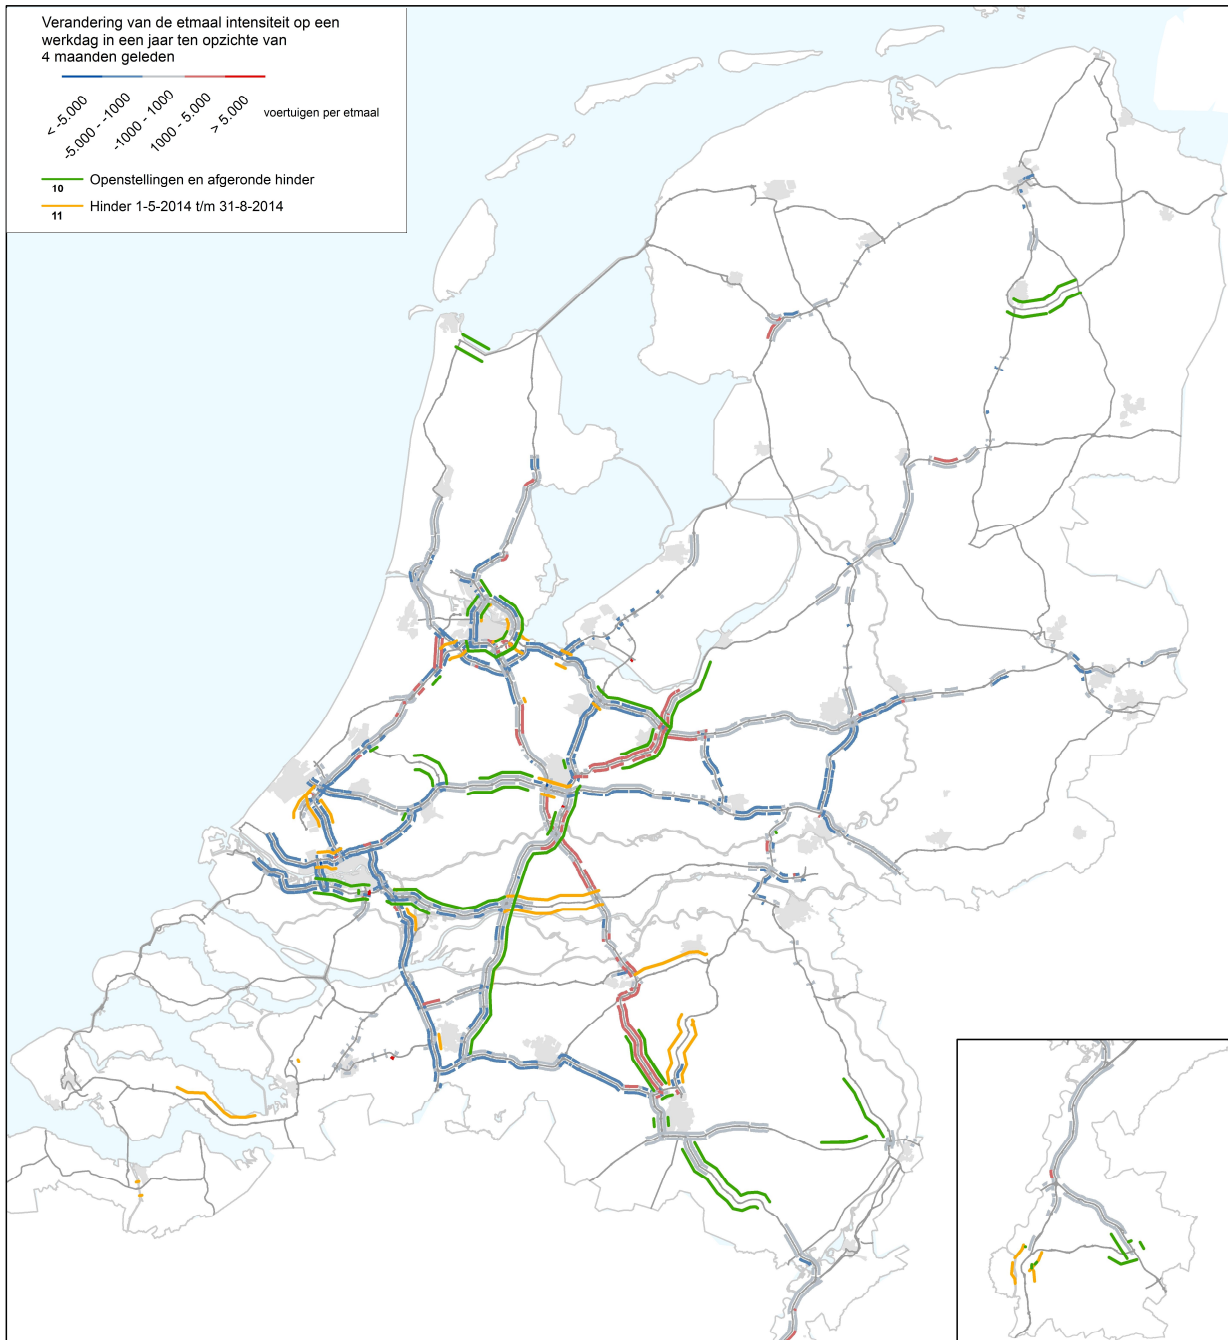 Verandering van de etmaal intensiteit op een
werkdag in een jaar ten opzichte van
4 maanden geleden
< -5.000
-5.000 - -1000
-1000 - 1000
1000 - 5.000
> 5.000
voertuigen per etmaal
Openstellingen en afgeronde hinder
10
Hinder 1-5-2014 t/m 31-8-2014
11